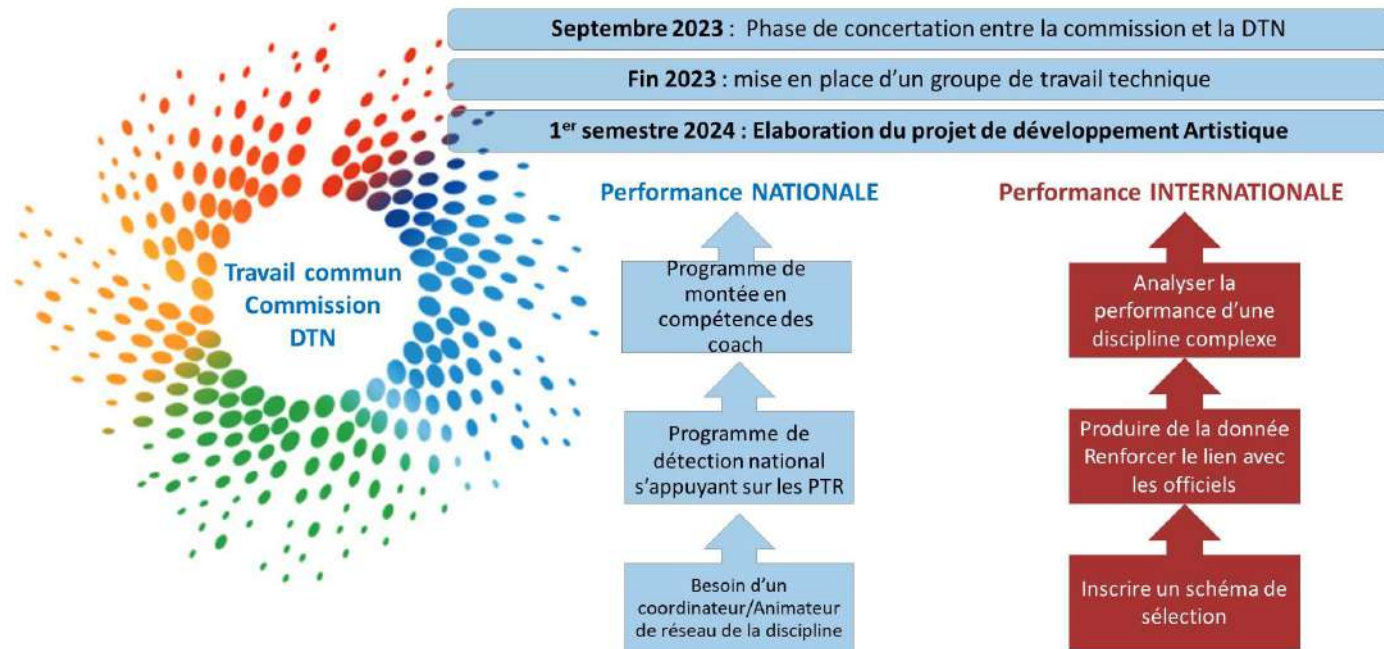 Septembre 2023 : Phase de concertation entre la commission et la DTN
Fin 2023 : mise en place d'un groupe de travail technique
1er semestre 2024 : Elaboration du projet de développement Artistique
Travail commun
Commission
DTN
Performance NATIONALE
Programme de
montée en
compétence des
coach
Programme de
détection national
s'appuyant sur les PTR
Besoin d'un
coordinateur/Animateur
de réseau de la discipline
Performance INTERNATIONALE
Analyser la
performance d'une
discipline complexe
Produire de la donnée
Renforcer le lien avec
les officiels
Inscrire un schéma de
sélection